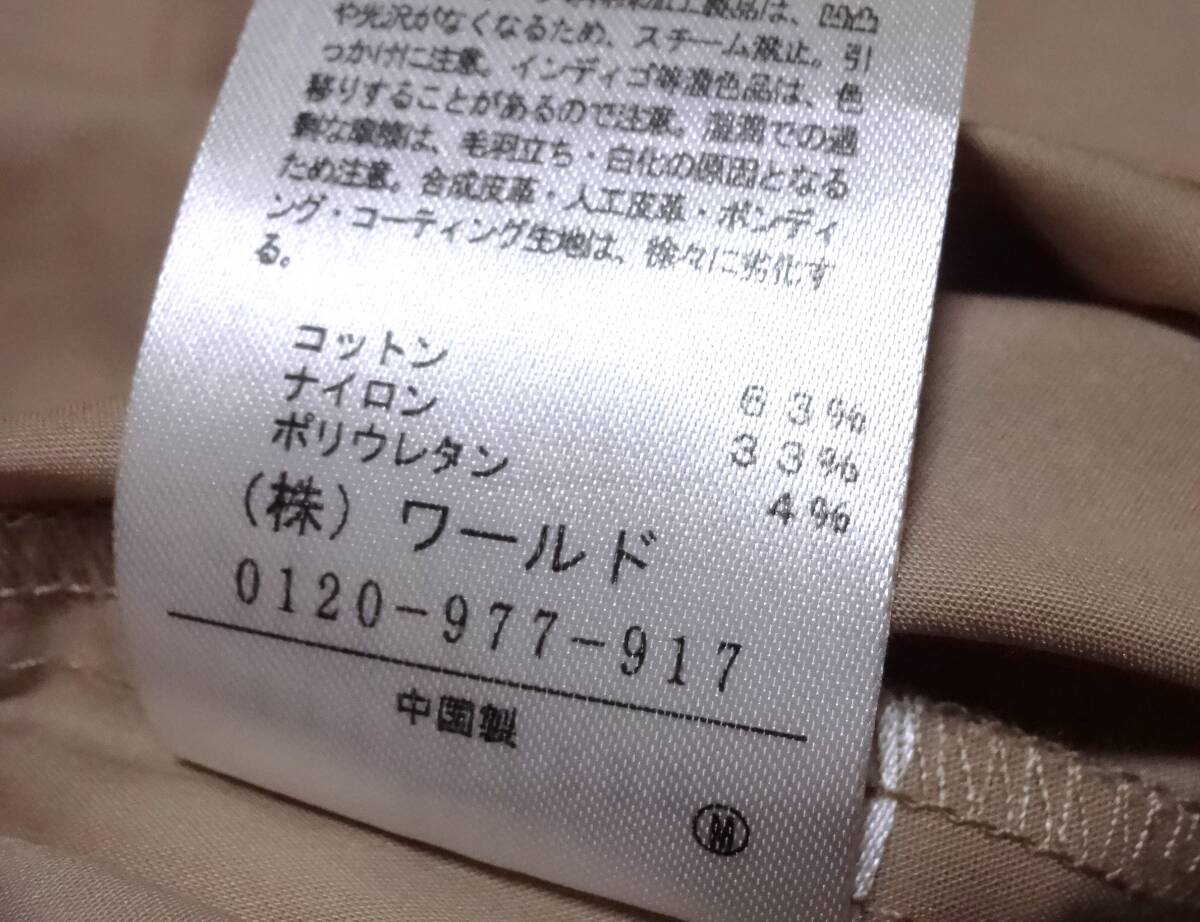 製品は、凹凸
や光沢がなくなるため、スチーム禁止。引
っかけに注意。インディゴ等濃色品は、色
移りすることがあるので注意。湿潤での過
剰な摩擦は、毛羽立ち・白化の原因となる
ため注意。合成皮革・人工皮革・ボンディ
ング・コーティング生地は、徐々に劣化す
る。
コットン 63%
ナイロン 33%
ポリウレタン 4%
(株) ワールド
0120-977-917
中国製
M